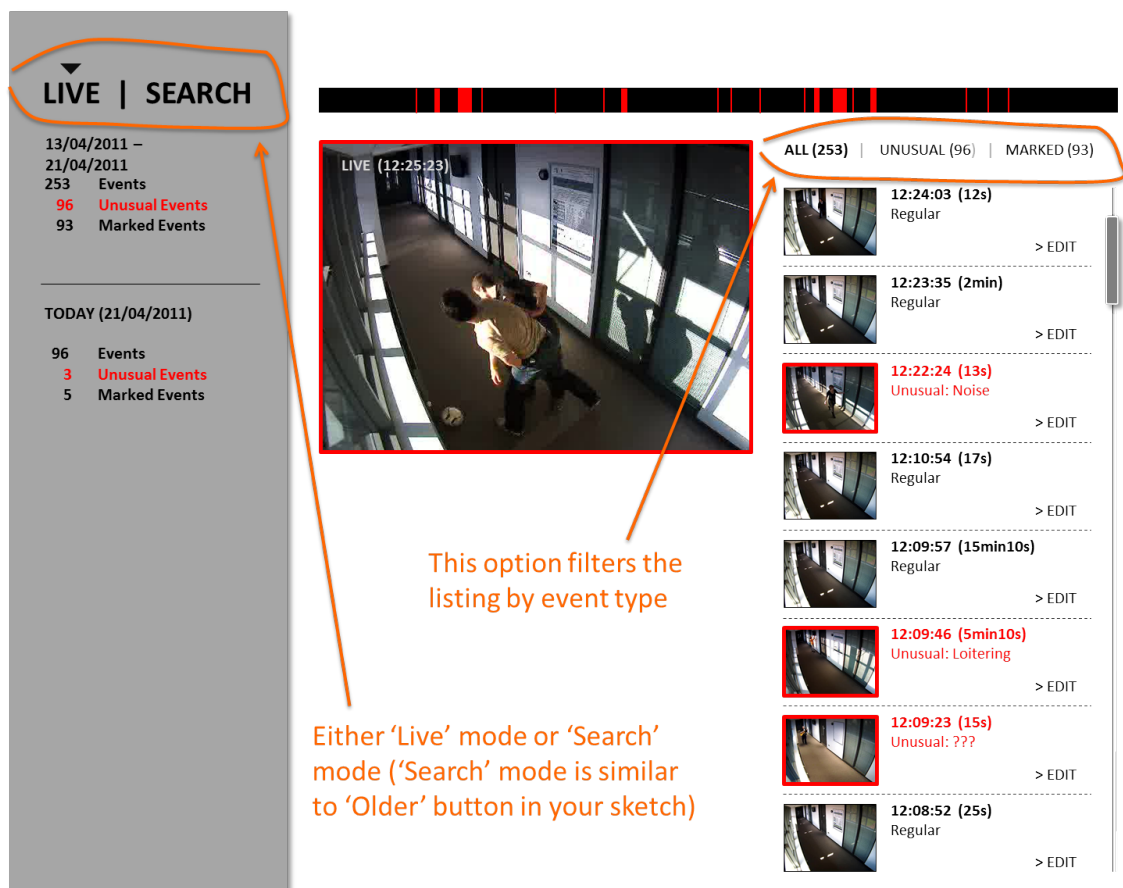 LIVE | SEARCH
13/04/2011 –
21/04/2011
253 Events
96 Unusual Events
93 Marked Events
TODAY (21/04/2011)
96 Events
3 Unusual Events
5 Marked Events
LIVE (12:25:23)
ALL (253) | UNUSUAL (96) | MARKED (93)
12:24:03 (12s)
Regular
> EDIT
12:23:35 (2min)
Regular
> EDIT
12:22:24 (13s)
Unusual: Noise
> EDIT
12:10:54 (17s)
Regular
> EDIT
12:09:57 (15min10s)
Regular
> EDIT
12:09:46 (5min10s)
Unusual: Loitering
> EDIT
12:09:23 (15s)
Unusual: ???
> EDIT
12:08:52 (25s)
Regular
> EDIT
This option filters the
listing by event type
Either ‘Live’ mode or ‘Search’
mode (‘Search’ mode is similar
to ‘Older’ button in your sketch)